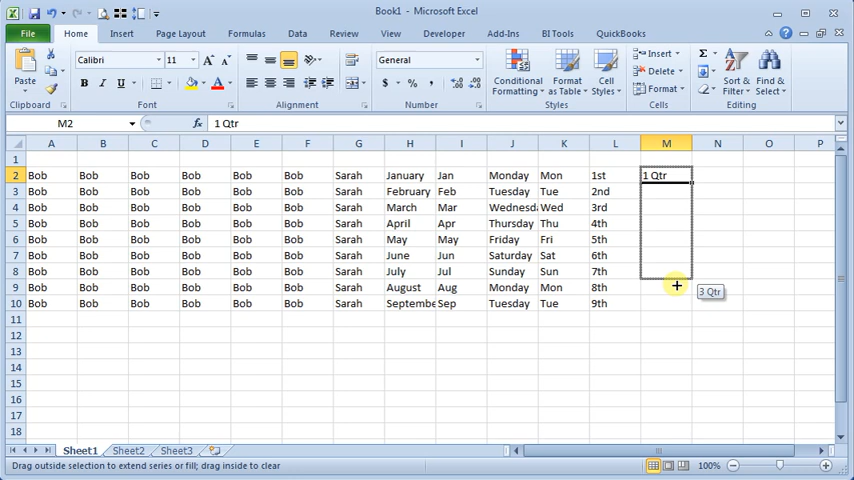 Book1 - Microsoft Excel
File Home Insert Page Layout Formulas Data Review View Developer Add-Ins BI Tools QuickBooks
Paste
Clipboard
Calibri 11
B I U
Font
Alignment
General
$ % ,
Number
Conditional Formatting
Format as Table
Cell Styles
Styles
Insert
Delete
Format
Cells
Sort & Filter
Find & Select
Editing
M2 fx 1 Qtr
A B C D E F G H I J K L M N O P
1
2 Bob Bob Bob Bob Bob Bob Sarah January Jan Monday Mon 1st 1 Qtr
3 Bob Bob Bob Bob Bob Bob Sarah February Feb Tuesday Tue 2nd
4 Bob Bob Bob Bob Bob Bob Sarah March Mar Wednesda Wed 3rd
5 Bob Bob Bob Bob Bob Bob Sarah April Apr Thursday Thu 4th
6 Bob Bob Bob Bob Bob Bob Sarah May May Friday Fri 5th
7 Bob Bob Bob Bob Bob Bob Sarah June Jun Saturday Sat 6th
8 Bob Bob Bob Bob Bob Bob Sarah July Jul Sunday Sun 7th
9 Bob Bob Bob Bob Bob Bob Sarah August Aug Monday Mon 8th
3 Qtr
10 Bob Bob Bob Bob Bob Bob Sarah Septembe Sep Tuesday Tue 9th
11
12
13
14
15
16
17
18
Sheet1 Sheet2 Sheet3
Drag outside selection to extend series or fill; drag inside to clear 100%